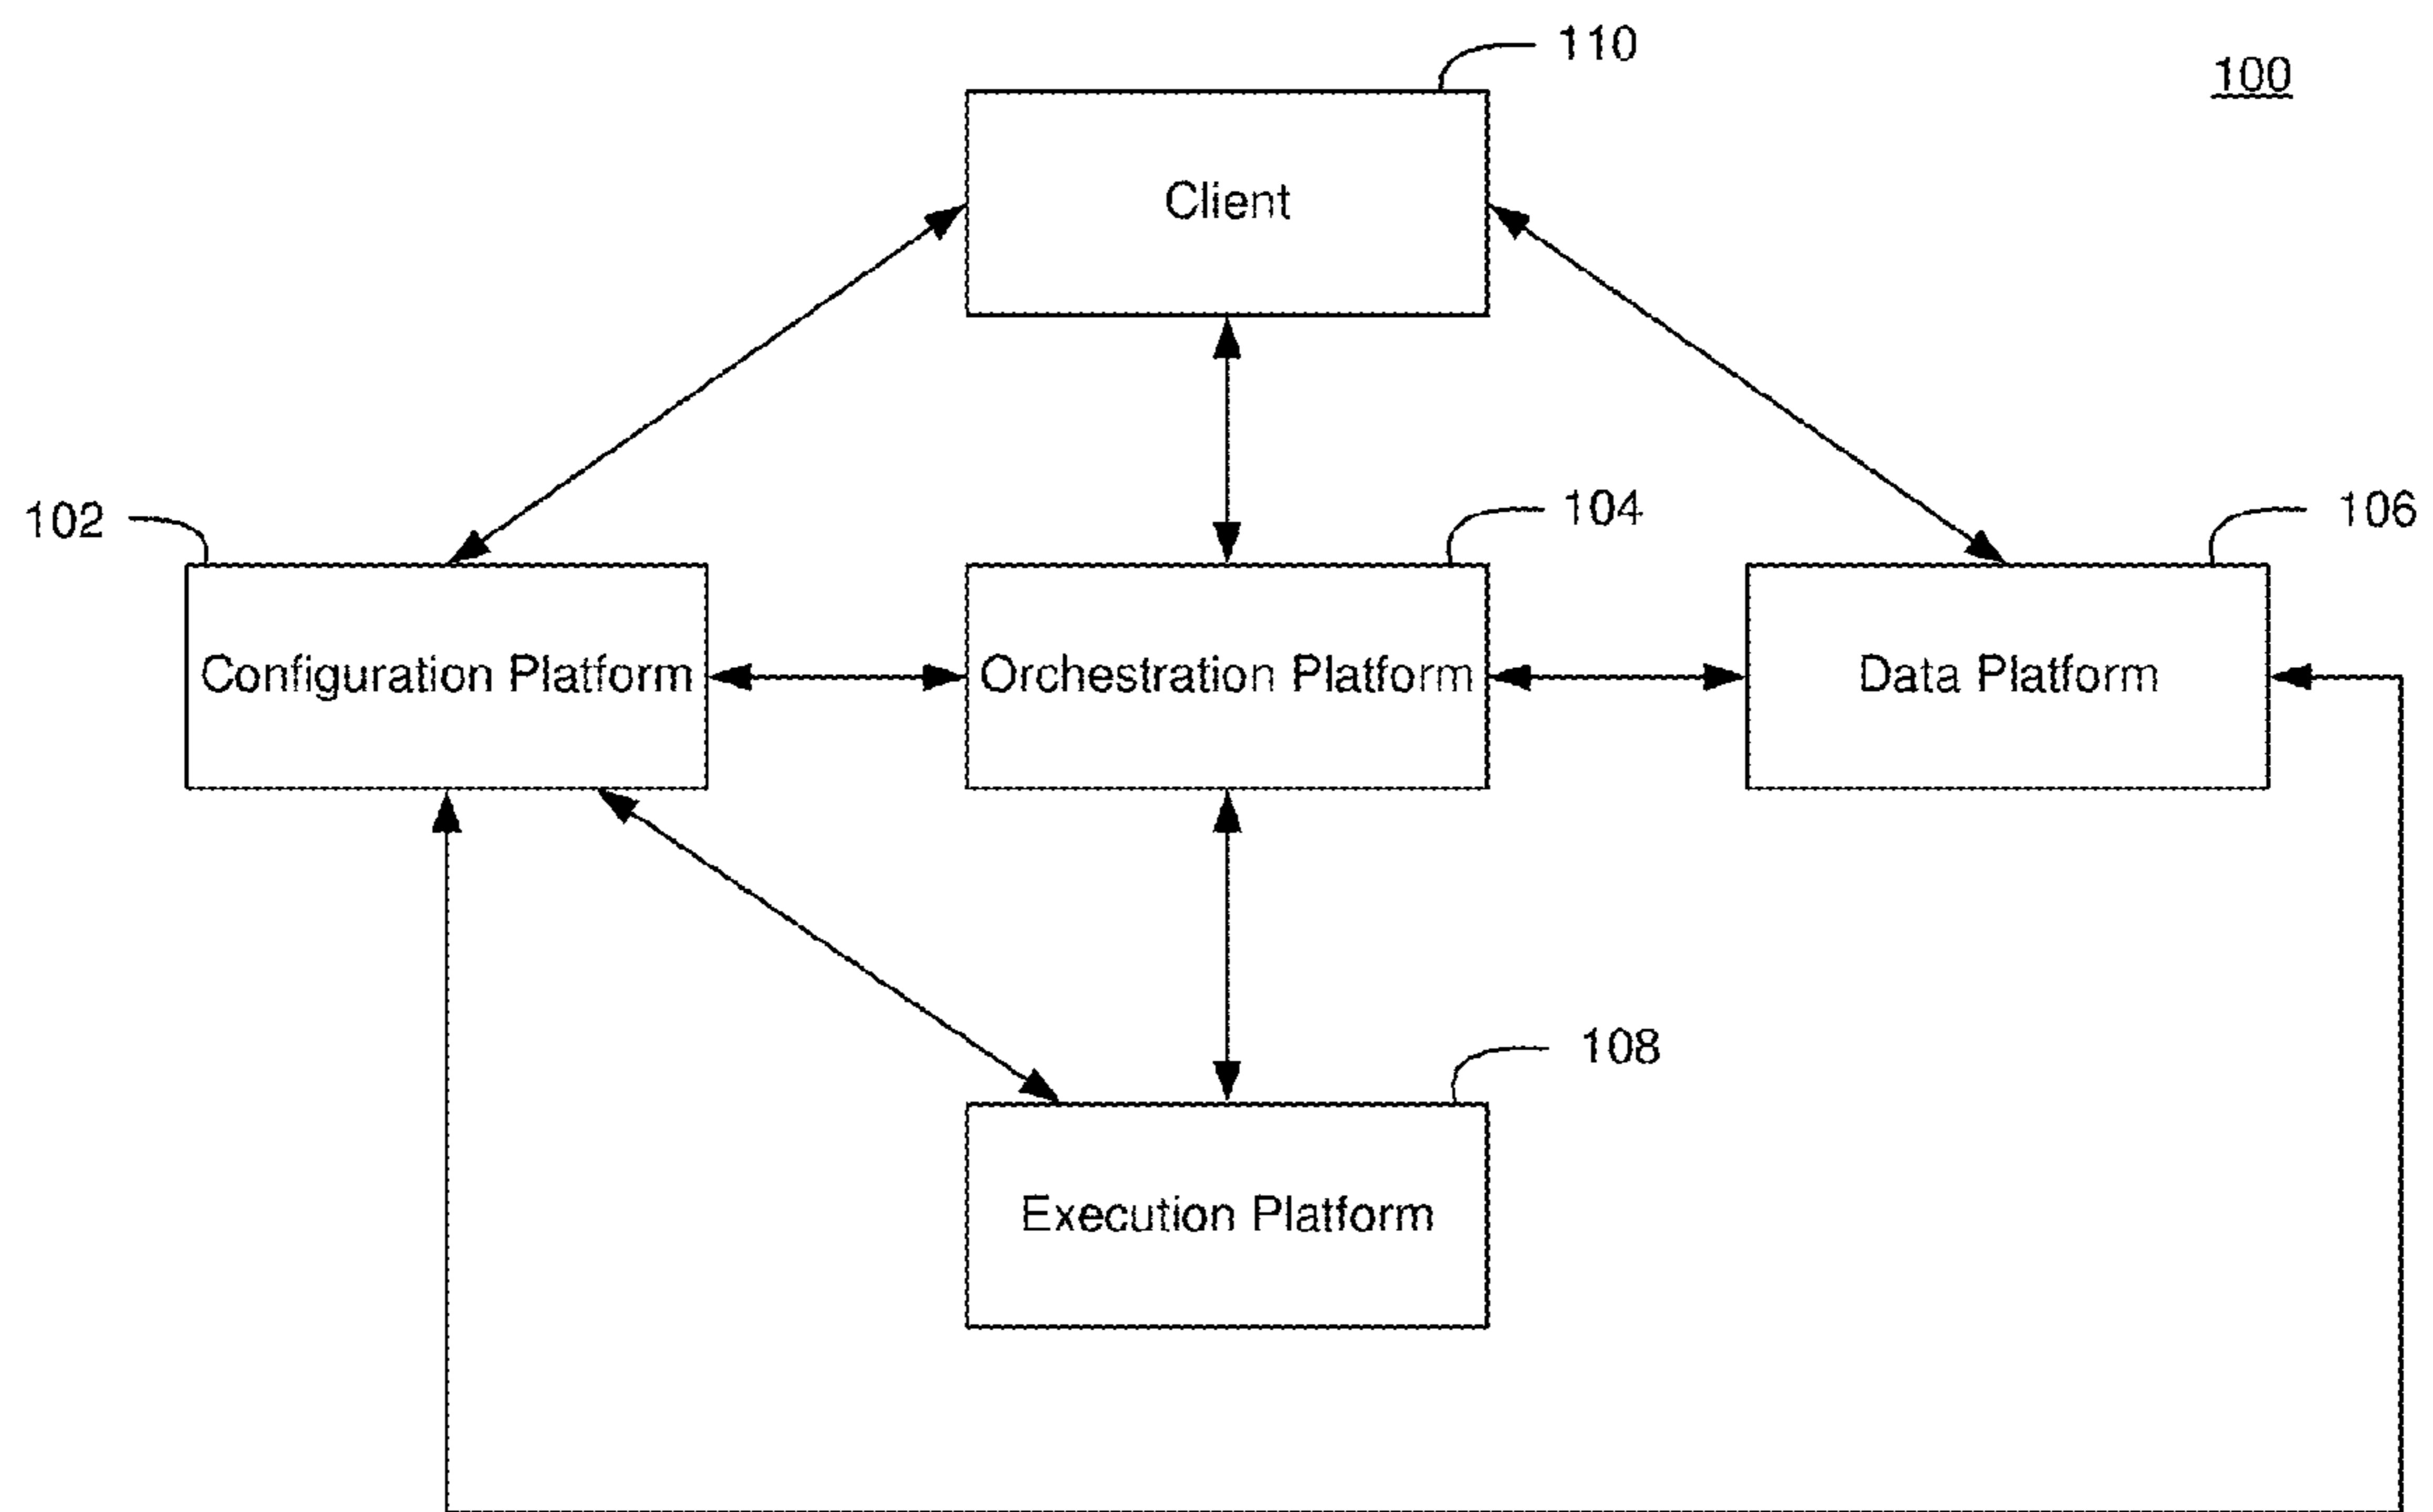 110
100
Client
102
104
106
Configuration Platform
Orchestration Platform
Data Platform
108
Execution Platform